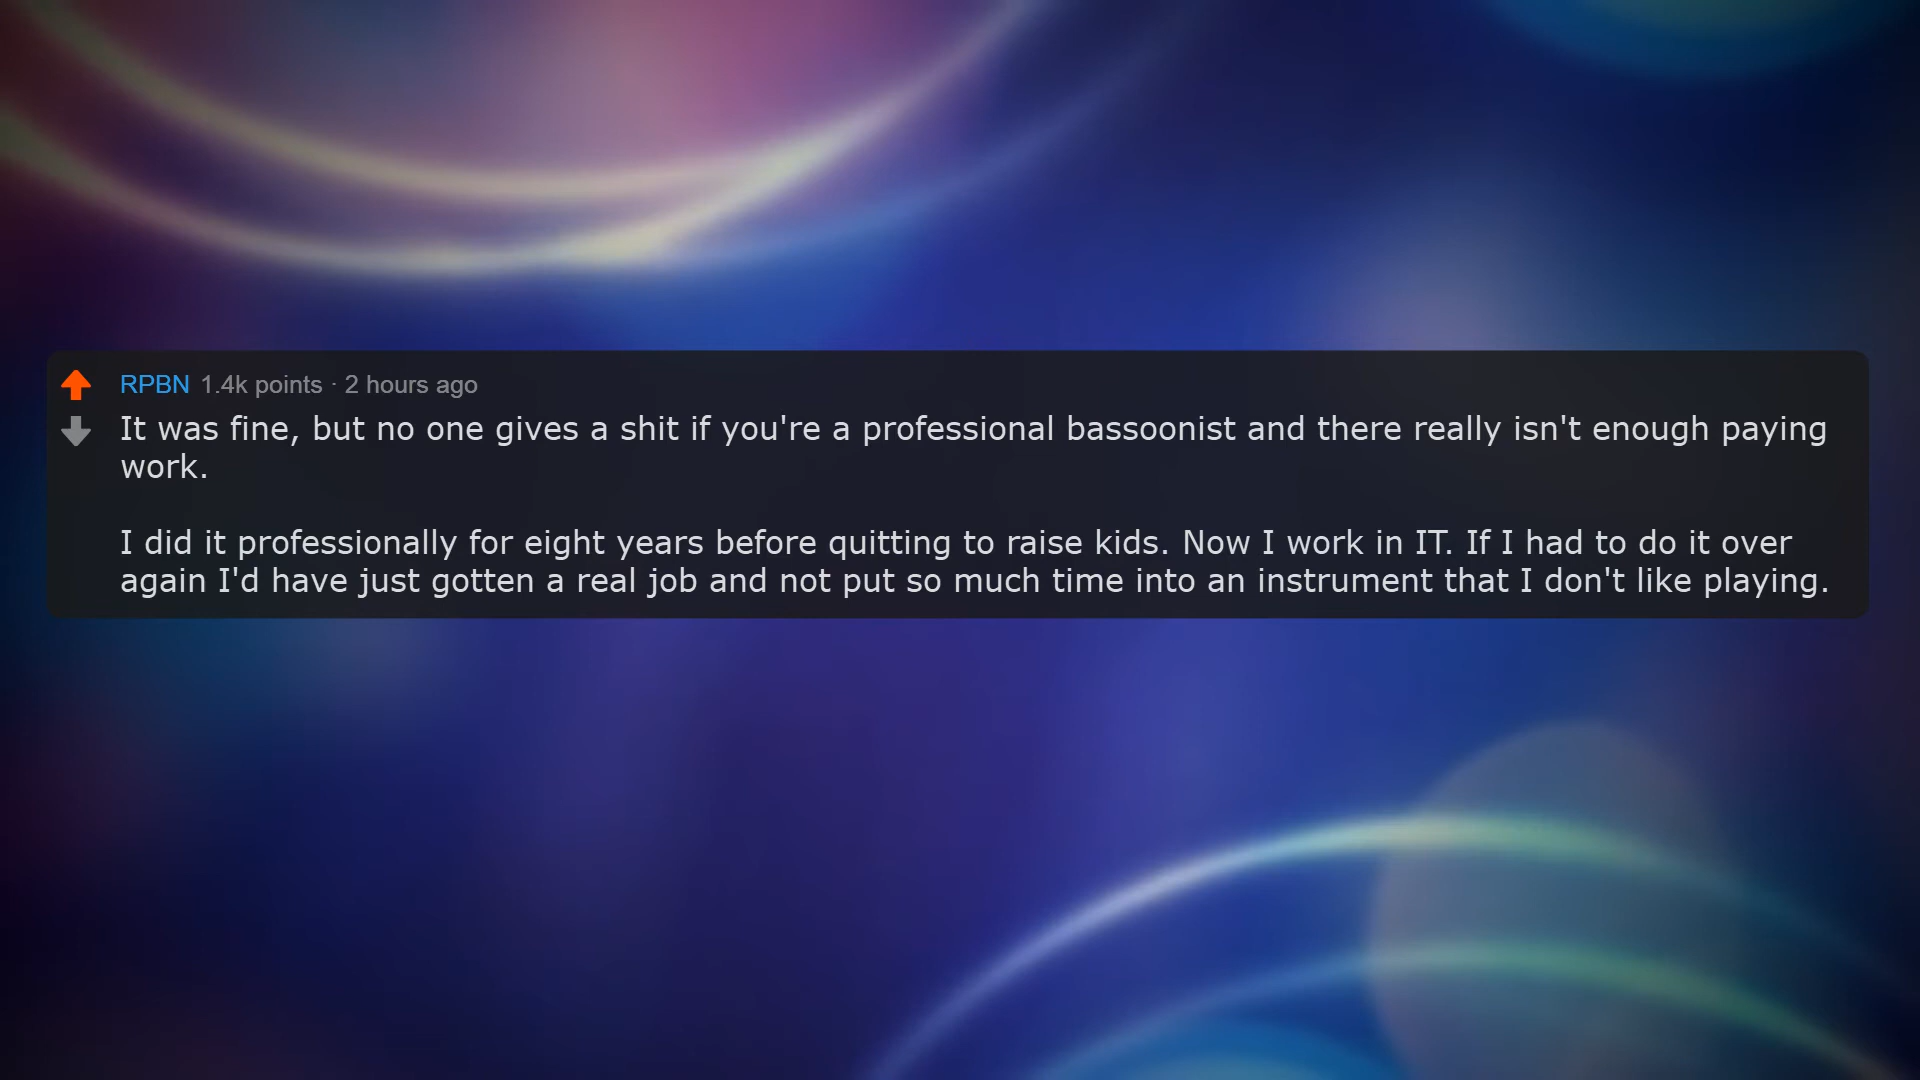 RPBN 1.4k points · 2 hours ago
It was fine, but no one gives a shit if you're a professional bassoonist and there really isn't enough paying
work.
I did it professionally for eight years before quitting to raise kids. Now I work in IT. If I had to do it over
again I'd have just gotten a real job and not put so much time into an instrument that I don't like playing.